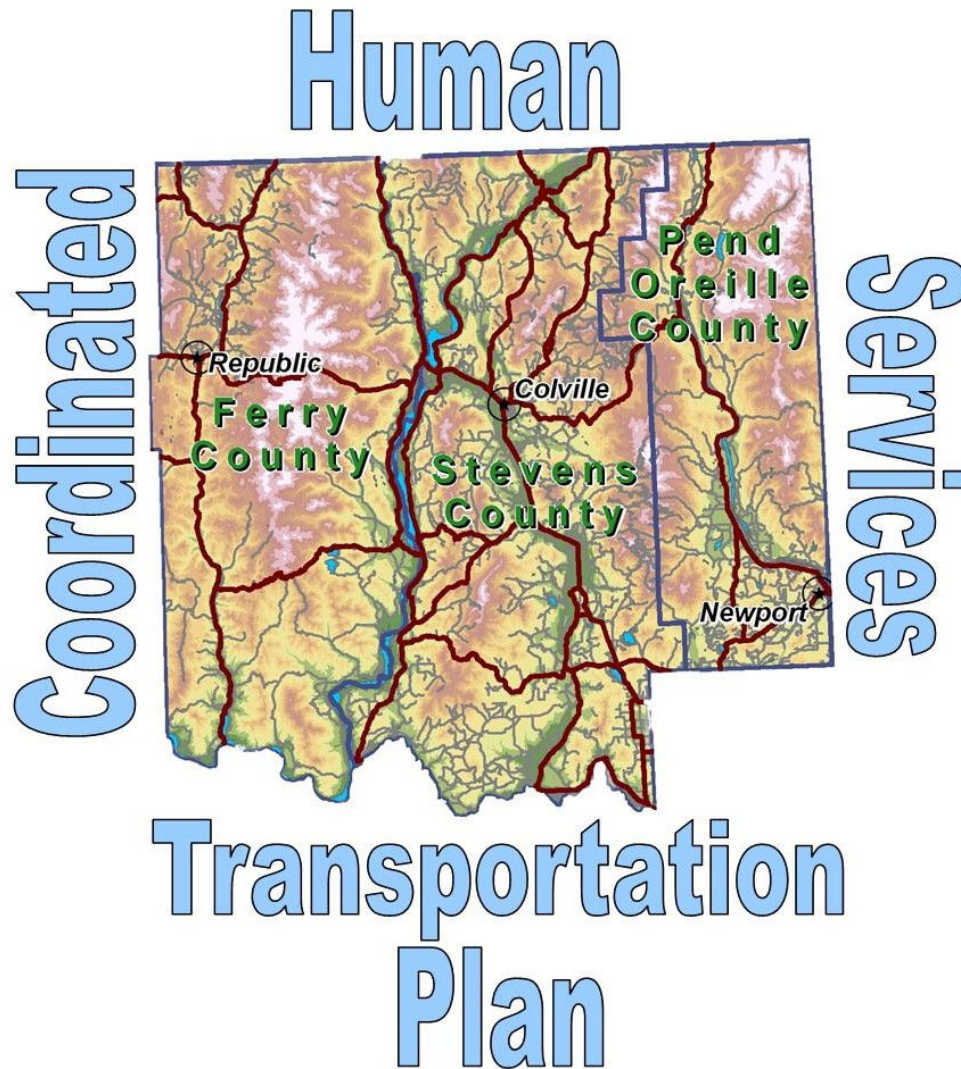 Coordinated
Human
Services
Transportation
Plan
Pend
Oreille
County
Republic
Colville
Ferry
County
Stevens
County
Newport